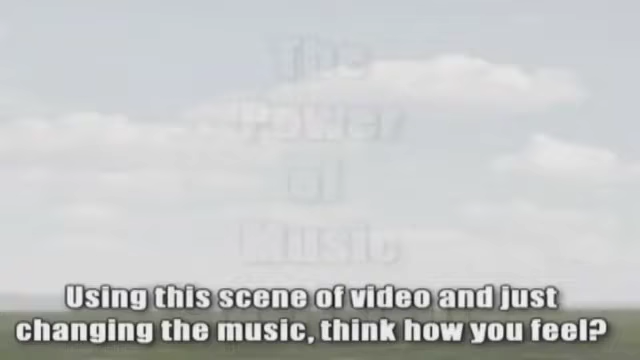 The
Power
of
Music
Using this scene of video and just
changing the music, think how you feel?